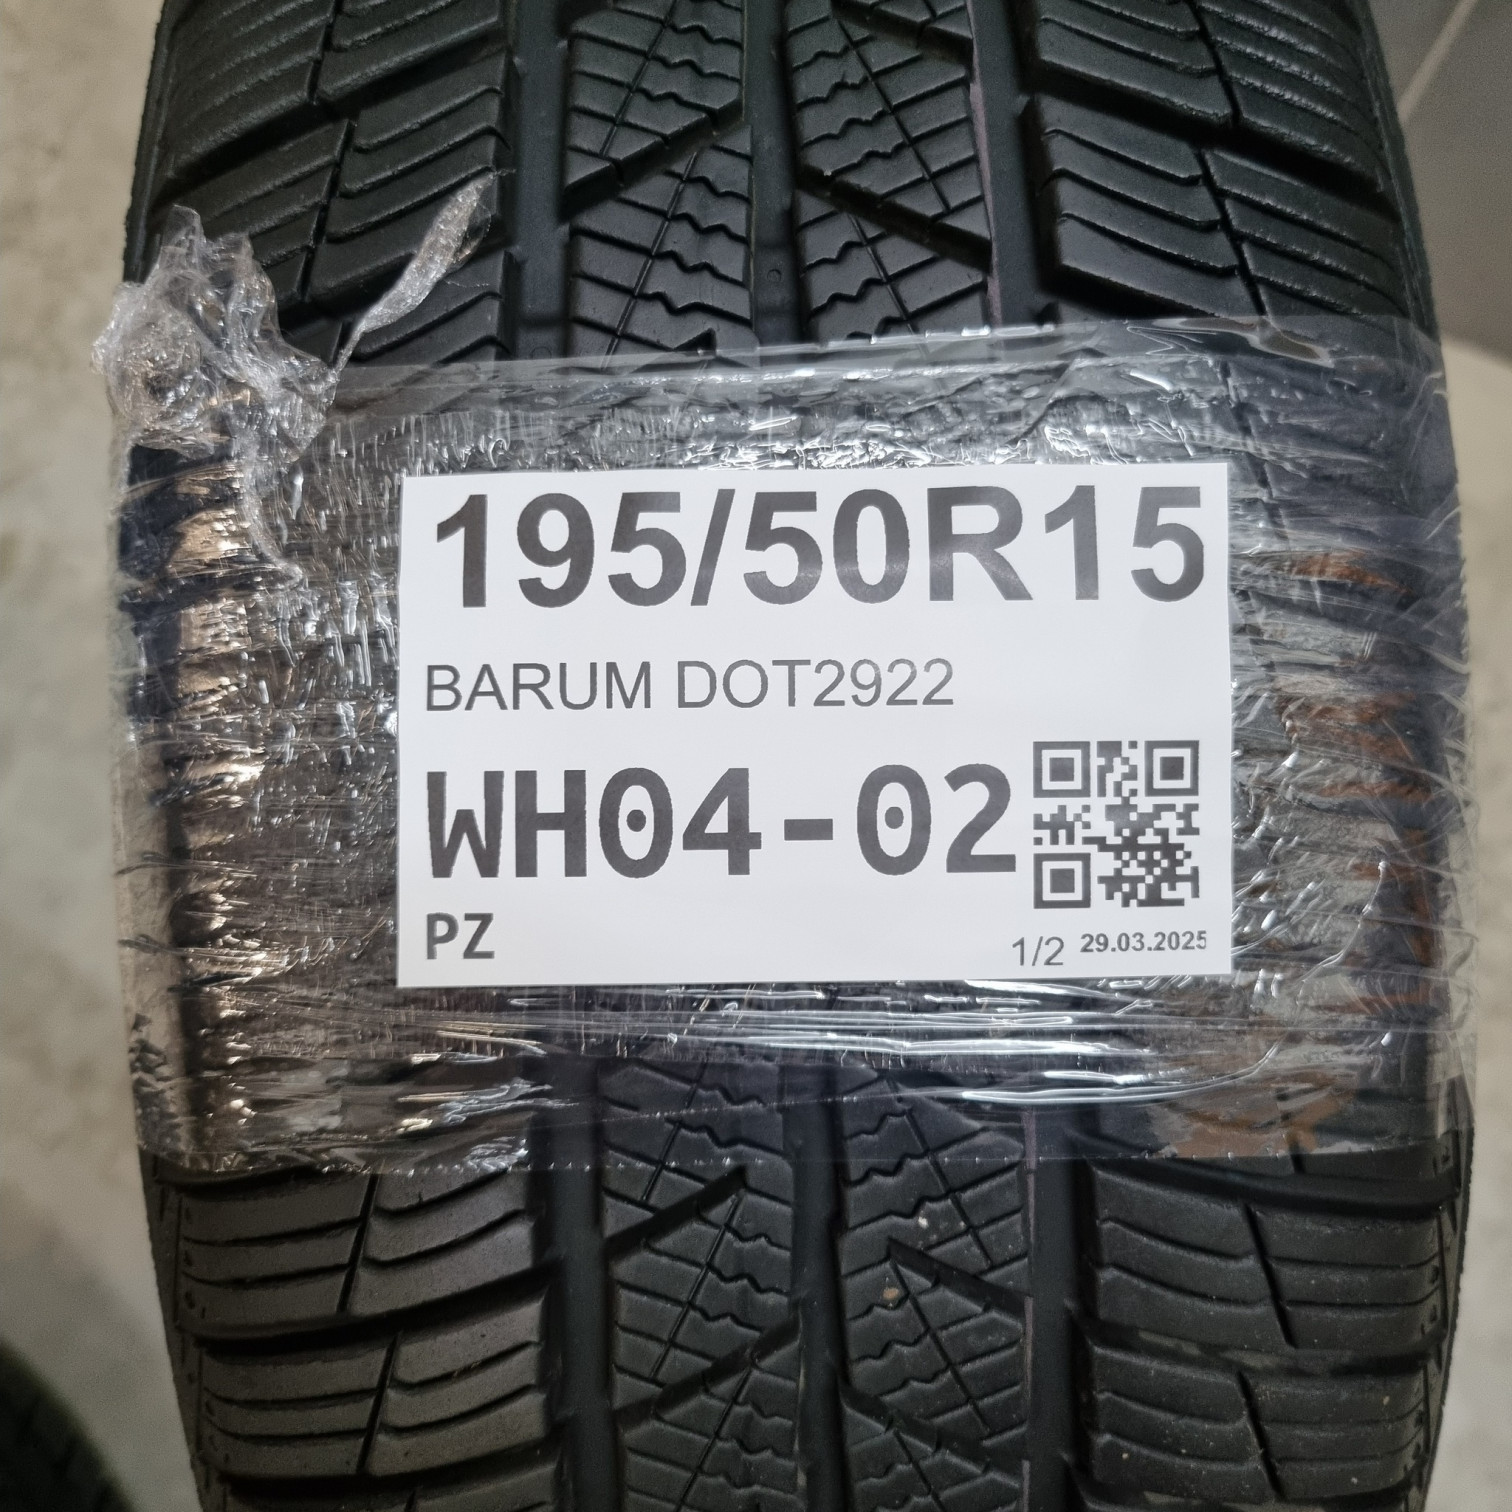 195/50R15
BARUM DOT2922
WH04-02
PZ
1/2 29.03.2025